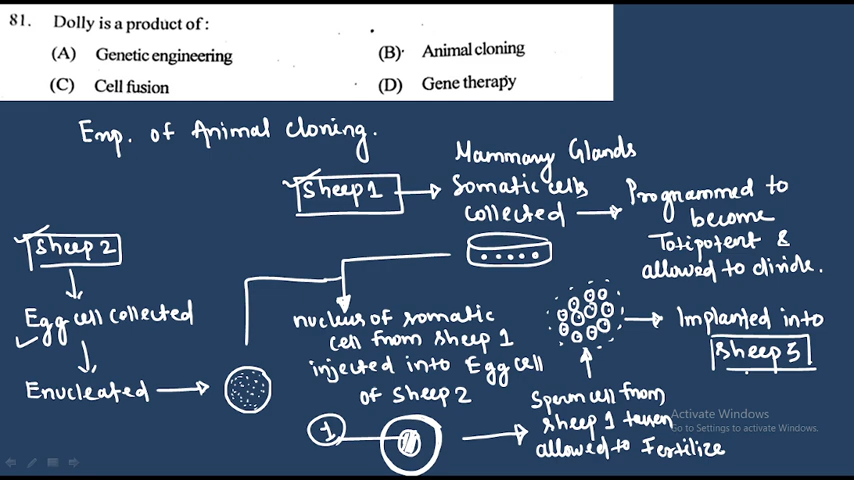 81. Dolly is a product of :
(A) Genetic engineering
(B) Animal cloning
(C) Cell fusion
(D) Gene therapy
Exp. of Animal Cloning.
Sheep 1
Mammary Glands
Somatic cells
collected
Programmed to
become
Totipotent &
allowed to divide.
Sheep 2
Egg cell collected
Enucleated
nucleus of somatic
cell from sheep 1
injected into Egg cell
of sheep 2
1
Sperm cell from
sheep 1 taken
allowed to Fertilize
Implanted into
Sheep 3
Activate Windows
Go to Settings to activate Windows.